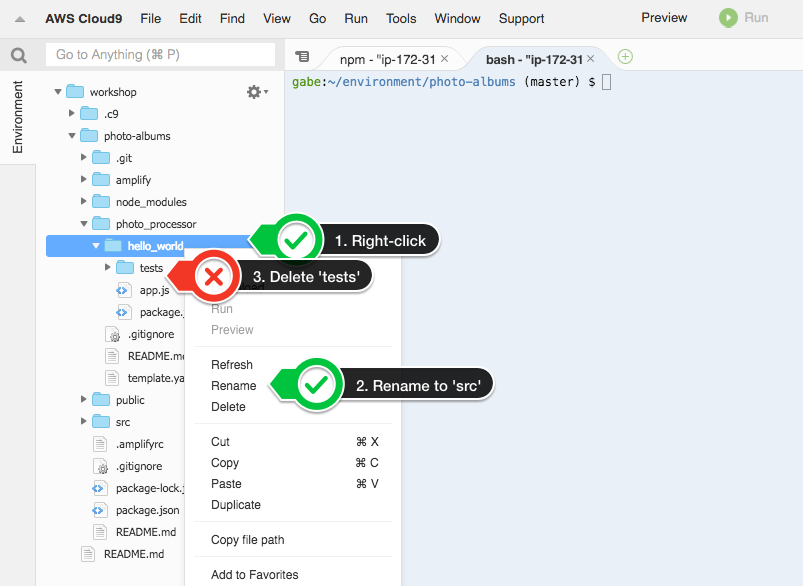 AWS Cloud9 File Edit Find View Go Run Tools Window Support Preview Run
Go to Anything (⌘ P)
npm - "ip-172-31 × bash - "ip-172-31 ×
gabe:~/environment/photo-albums (master) $
Environment
workshop
.c9
photo-albums
.git
amplify
node_modules
photo_processor
hello_world
tests
app.js
package.
.gitignore
README.md
template.ya
public
src
.amplifyrc
.gitignore
package-lock.j
package.json
README.md
README.md
1. Right-click
3. Delete 'tests'
Run
Preview
Refresh
Rename
2. Rename to 'src'
Delete
Cut ⌘ X
Copy ⌘ C
Paste ⌘ V
Duplicate
Copy file path
Add to Favorites